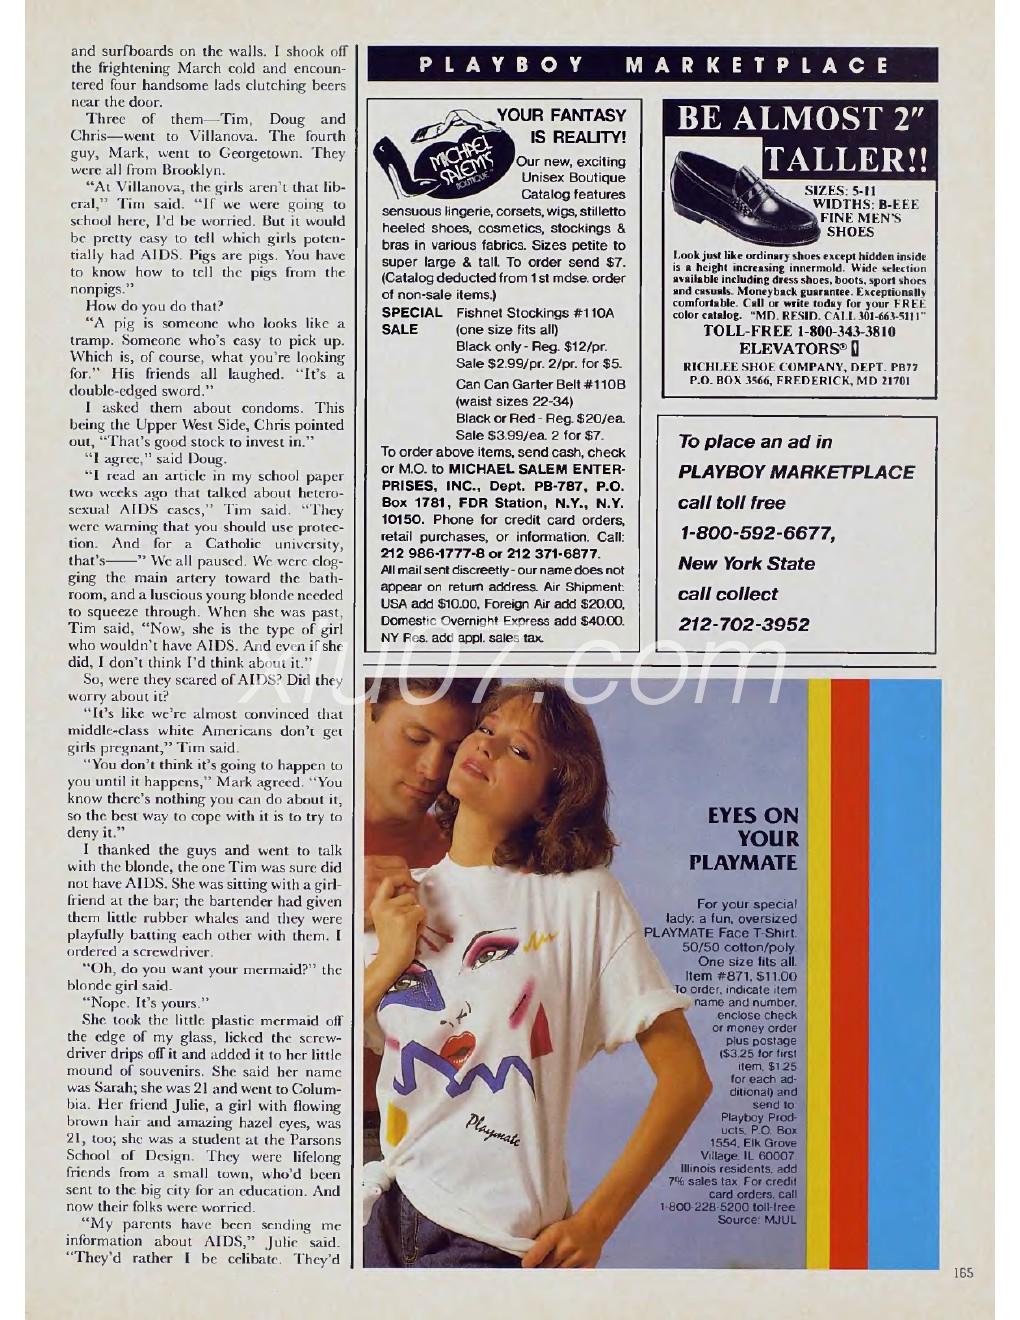 and surfboards on the walls. I shook off
the frightening March cold and encoun-
tered four handsome lads clutching beers
near the door.
Three of them—Tim, Doug and
Chris—went to Villanova. The fourth
guy, Mark, went to Georgetown. They
were all from Brooklyn.
“At Villanova, the girls aren’t that lib-
eral,” Tim said. “If we were going to
school here, I’d be worried. But it would
be pretty easy to tell which girls poten-
tially had AIDS. Pigs are pigs. You have
to know how to tell the pigs from the
nonpigs.”
How do you do that?
“A pig is someone who looks like a
tramp. Someone who’s easy to pick up.
Which is, of course, what you’re looking
for.” His friends all laughed. “It’s a
double-edged sword.”
I asked them about condoms. This
being the Upper West Side, Chris pointed
out, “That’s good stock to invest in.”
“I agree,” said Doug.
“I read an article in my school paper
two weeks ago that talked about hetero-
sexual AIDS cases,” Tim said. “They
were warning that you should use protec-
tion. And for a Catholic university,
that’s——” We all paused. We were clog-
ging the main artery toward the bath-
room, and a luscious young blonde needed
to squeeze through. When she was past,
Tim said, “Now, she is the type of girl
who wouldn’t have AIDS. And even if she
did, I don’t think I’d think about it.”
So, were they scared of AIDS? Did they
worry about it?
“It’s like we’re almost convinced that
middle-class white Americans don’t get
girls pregnant,” Tim said.
“You don’t think it’s going to happen to
you until it happens,” Mark agreed. “You
know there’s nothing you can do about it,
so the best way to cope with it is to try to
deny it.”
I thanked the guys and went to talk
with the blonde, the one Tim was sure did
not have AIDS. She was sitting with a girl-
friend at the bar; the bartender had given
them little rubber whales and they were
playfully batting each other with them. I
ordered a screwdriver.
“Oh, do you want your mermaid?” the
blonde girl said.
“Nope. It’s yours.”
She took the little plastic mermaid off
the edge of my glass, licked the screw-
driver drips off it and added it to her little
mound of souvenirs. She said her name
was Sarah; she was 21 and went to Colum-
bia. Her friend Julie, a girl with flowing
brown hair and amazing hazel eyes, was
21, too; she was a student at the Parsons
School of Design. They were lifelong
friends from a small town, who’d been
sent to the big city for an education. And
now their folks were worried.
“My parents have been sending me
information about AIDS,” Julie said.
“They’d rather I be celibate. They’d
PLAYBOY MARKETPLACE
MICHAEL
SALEM'S
BOUTIQUE
YOUR FANTASY
IS REALITY!
Our new, exciting
Unisex Boutique
Catalog features
sensuous lingerie, corsets, wigs, stilletto
heeled shoes, cosmetics, stockings &
bras in various fabrics. Sizes petite to
super large & tall. To order send $7.
(Catalog deducted from 1st mdse. order
of non-sale items.)
SPECIAL Fishnet Stockings #110A
SALE (one size fits all)
Black only - Reg. $12/pr.
Sale $2.99/pr. 2/pr. for $5.
Can Can Garter Belt #110B
(waist sizes 22-34)
Black or Red - Reg. $20/ea.
Sale $3.99/ea. 2 for $7.
To order above items, send cash, check
or M.O. to MICHAEL SALEM ENTER-
PRISES, INC., Dept. PB-787, P.O.
Box 1781, FDR Station, N.Y., N.Y.
10150. Phone for credit card orders,
retail purchases, or information. Call:
212 986-1777-8 or 212 371-6877.
All mail sent discreetly - our name does not
appear on return address. Air Shipment:
USA add $10.00, Foreign Air add $20.00,
Domestic Overnight Express add $40.00.
NY Res. add appl. sales tax.
BE ALMOST 2"
TALLER!!
SIZES: 5-11
WIDTHS: B-EEE
FINE MEN'S
SHOES
Look just like ordinary shoes except hidden inside
is a height increasing innermold. Wide selection
available including dress shoes, boots, sport shoes
and casuals. Moneyback guarantee. Exceptionally
comfortable. Call or write today for your FREE
color catalog. "MD. RESID. CALL 301-663-5111"
TOLL-FREE 1-800-343-3810
ELEVATORS®
RICHLEE SHOE COMPANY, DEPT. PB77
P.O. BOX 3566, FREDERICK, MD 21701
To place an ad in
PLAYBOY MARKETPLACE
call toll free
1-800-592-6677,
New York State
call collect
212-702-3952
xiu07.com
EYES ON
YOUR
PLAYMATE
For your special
lady: a fun, oversized
PLAYMATE Face T-Shirt.
50/50 cotton/poly.
One size fits all.
Item #871, $11.00
To order, indicate item
name and number,
enclose check
or money order
plus postage
($3.25 for first
item, $1.25
for each ad-
ditional) and
send to:
Playboy Prod-
ucts, P.O. Box
1554, Elk Grove
Village, IL 60007.
Illinois residents, add
7% sales tax. For credit
card orders, call
1-800-228-5200 toll-free.
Source: MJUL
Playmate
165